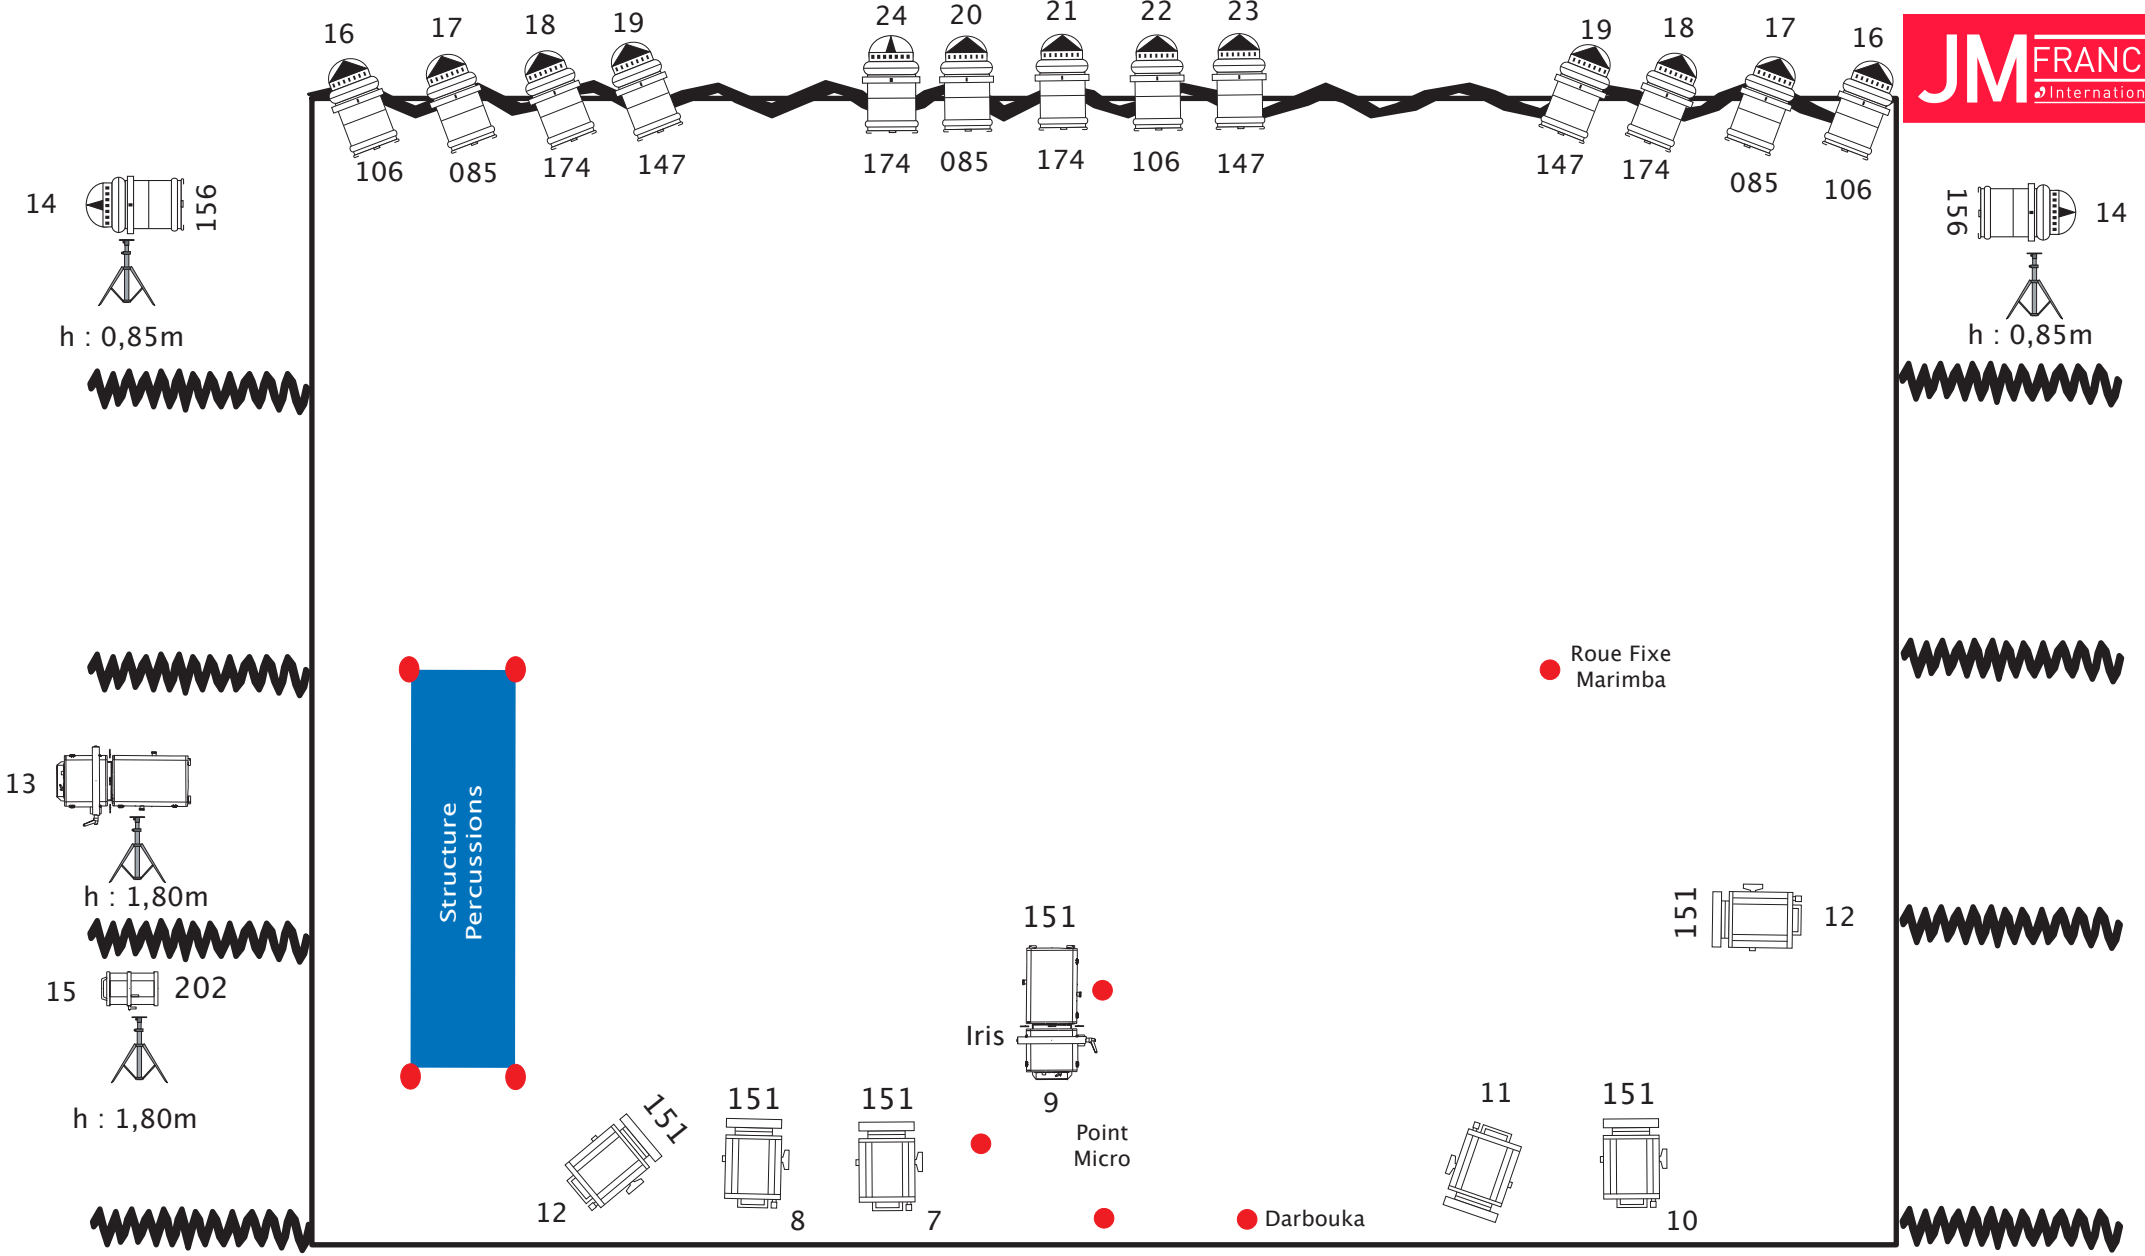 16 17 18 19 24 20 21 22 23 19 18 17 16
JM FRANC
Internation
106 085 174 147 174 085 174 106 147 147 174 085 106
14 156
156 14
h : 0,85m
h : 0,85m
Roue Fixe
Marimba
13
h : 1,80m
Structure
Percussions
151
151 12
15 202
Iris
9
h : 1,80m
151 151 151 11 151
Point
Micro
12 8 7 Darbouka 10